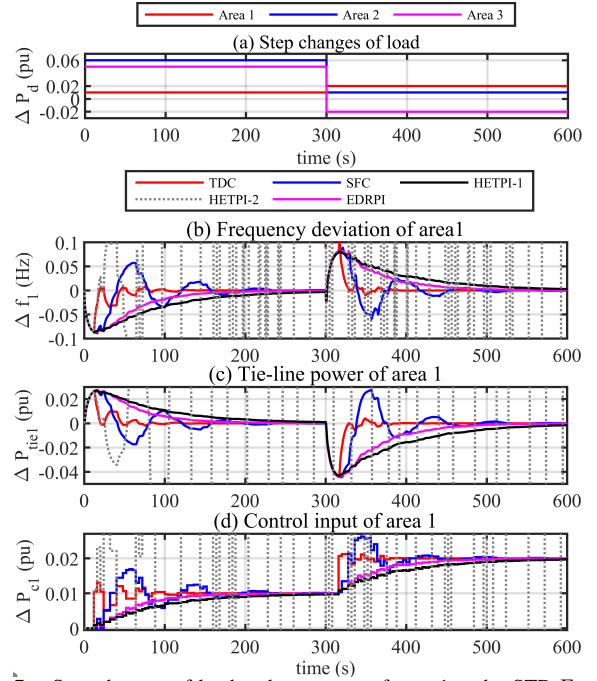 Area 1 Area 2 Area 3
(a) Step changes of load
Δ P_d (pu)
0.06
0.02
0
-0.02
0 100 200 300 400 500 600
time (s)
TDC SFC HETPI-1
HETPI-2 EDRPI
(b) Frequency deviation of area1
Δ f_1 (Hz)
0.1
0.05
0
-0.05
-0.1
0 100 200 300 400 500 600
(c) Tie-line power of area 1
Δ P_tie1 (pu)
0.02
0
-0.02
-0.04
0 100 200 300 400 500 600
(d) Control input of area 1
Δ P_c1 (pu)
0.02
0.01
0
0 100 200 300 400 500 600
time (s)